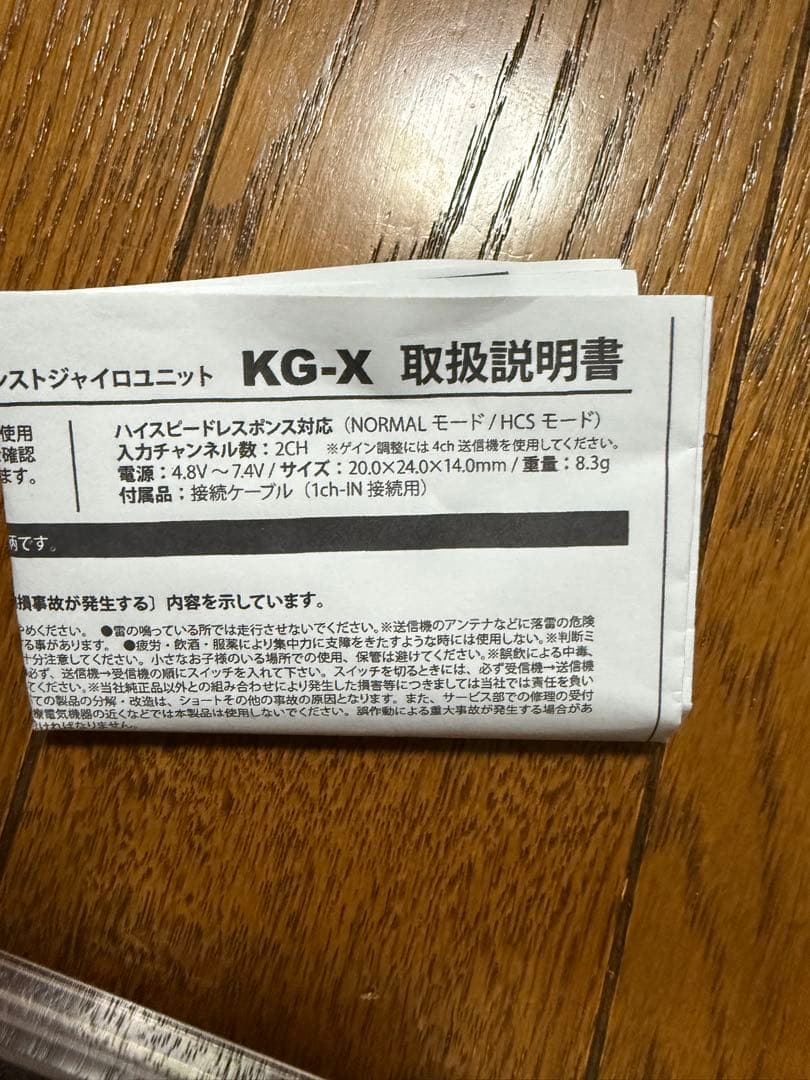 ストジャイロユニット KG-X 取扱説明書
使用
確認
ます。
ハイスピードレスポンス対応（NORMAL モード / HCS モード）
入力チャンネル数：2CH ※ゲイン調整には 4ch 送信機を使用してください。
電源：4.8V～7.4V / サイズ：20.0×24.0×14.0mm / 重量：8.3g
付属品：接続ケーブル（1ch-IN 接続用）
柄です。
損事故が発生する〕内容を示しています。
めください。 ●雷の鳴っている所では走行させないでください。※送信機のアンテナなどに落雷の危険
る事があります。 ●疲労・飲酒・服薬により集中力に支障をきたすような時には使用しない。※判断ミ
十分注意してください。小さなお子様のいる場所での使用、保管は避けてください。※誤飲による中毒、
必ず、送信機→受信機の順にスイッチを入れて下さい。スイッチを切るときには、必ず受信機→送信機
てください。※当社純正品以外との組み合わせにより発生した損害等につきましては当社では責任を負い
ての製品の分解・改造は、ショートその他の事故の原因となります。また、サービス部での修理の受付
療電気機器の近くなどでは本製品は使用しないでください。誤作動による重大事故が発生する場合があ
ければなりません。